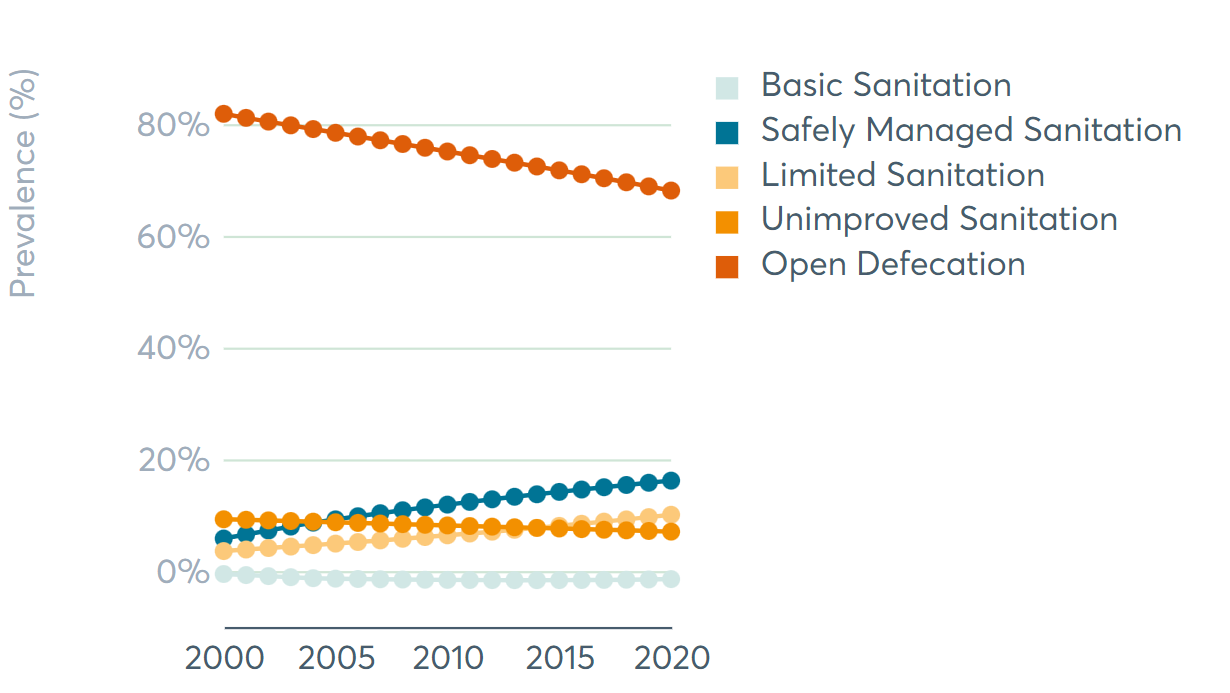 Prevalence (%)
80%
60%
40%
20%
0%
2000 2005 2010 2015 2020
Basic Sanitation
Safely Managed Sanitation
Limited Sanitation
Unimproved Sanitation
Open Defecation